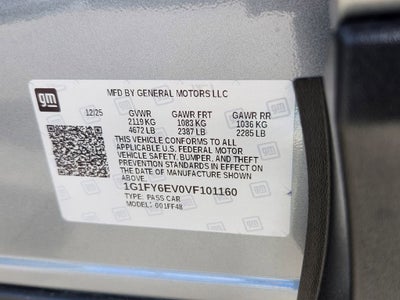 gm
MFD BY GENERAL MOTORS LLC
12/25 GVWR GAWR FRT GAWR RR
2119 KG 1083 KG 1036 KG
4672 LB 2387 LB 2285 LB
THIS VEHICLE CONFORMS TO ALL
APPLICABLE U.S. FEDERAL MOTOR
VEHICLE SAFETY, BUMPER, AND THEFT
PREVENTION STANDARDS IN EFFECT ON
THE DATE OF MANUFACTURE SHOWN
ABOVE.
1G1FY6EV0VF101160
TYPE: PASS CAR
MODEL: 001FF48